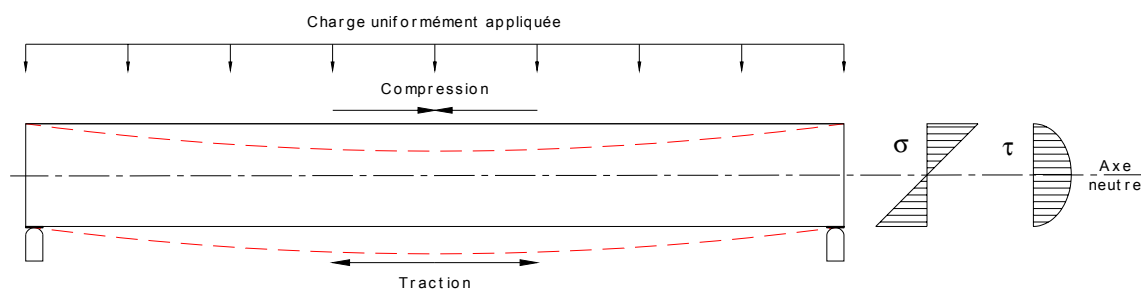 Charge uniformément appliquée
Compression
σ
τ
Axe
neutre
Traction